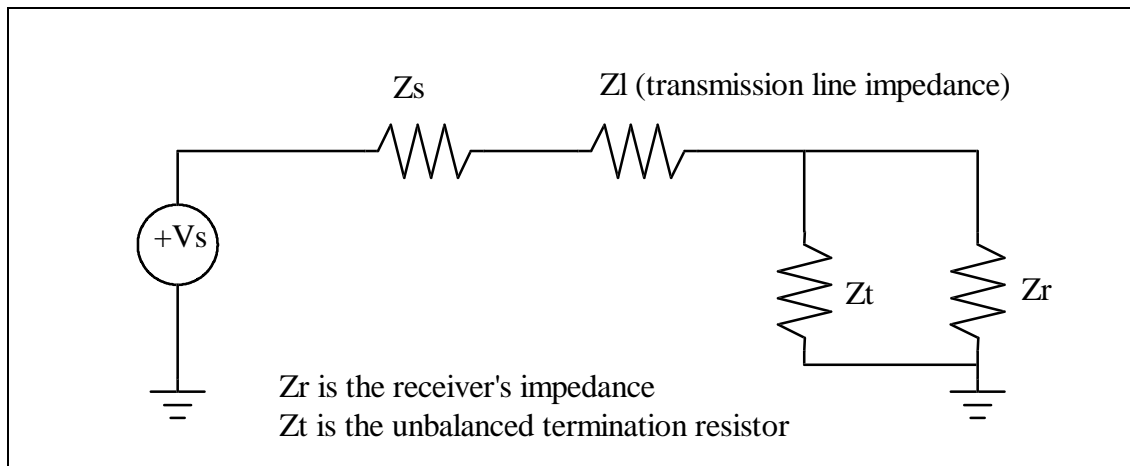 Zs
Zl (transmission line impedance)
+Vs
Zt
Zr
Zr is the receiver's impedance
Zt is the unbalanced termination resistor